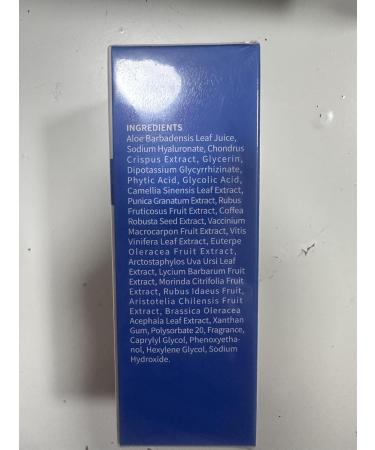 INGREDIENTS
Aloe Barbadensis Leaf Juice,
Sodium Hyaluronate, Chondrus
Crispus Extract, Glycerin,
Dipotassium Glycyrrhizinate,
Phytic Acid, Glycolic Acid,
Camellia Sinensis Leaf Extract,
Punica Granatum Extract, Rubus
Fruticosus Fruit Extract, Coffea
Robusta Seed Extract, Vaccinium
Macrocarpon Fruit Extract, Vitis
Vinifera Leaf Extract, Euterpe
Oleracea Fruit Extract,
Arctostaphylos Uva Ursi Leaf
Extract, Lycium Barbarum Fruit
Extract, Morinda Citrifolia Fruit
Extract, Rubus Idaeus Fruit,
Aristotelia Chilensis Fruit
Extract, Brassica Oleracea
Acephala Leaf Extract, Xanthan
Gum, Polysorbate 20, Fragrance,
Caprylyl Glycol, Phenoxyetha-
nol, Hexylene Glycol, Sodium
Hydroxide.